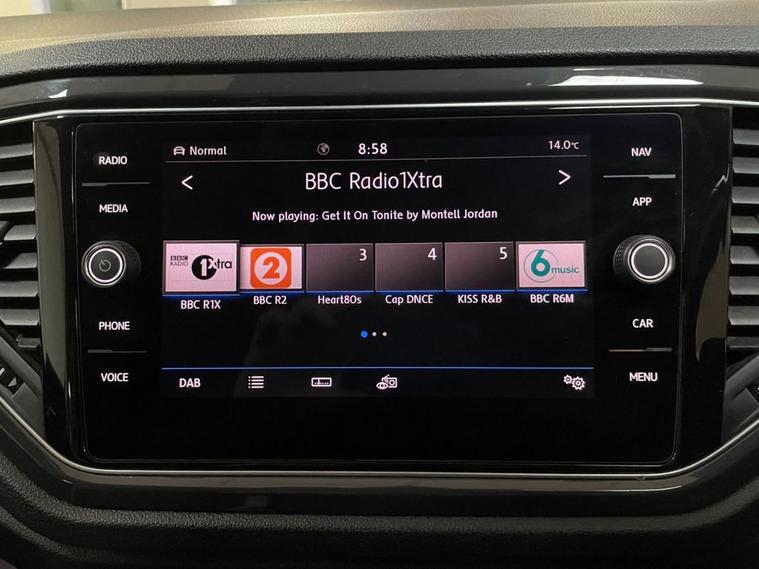 RADIO
MEDIA
PHONE
VOICE
Normal
8:58
14.0°C
< BBC Radio1Xtra >
Now playing: Get It On Tonite by Montell Jordan
BBC RADIO 1Xtra
2
3
4
5
6 music
BBC R1X
BBC R2
Heart80s
Cap DNCE
KISS R&B
BBC R6M
DAB
NAV
APP
CAR
MENU